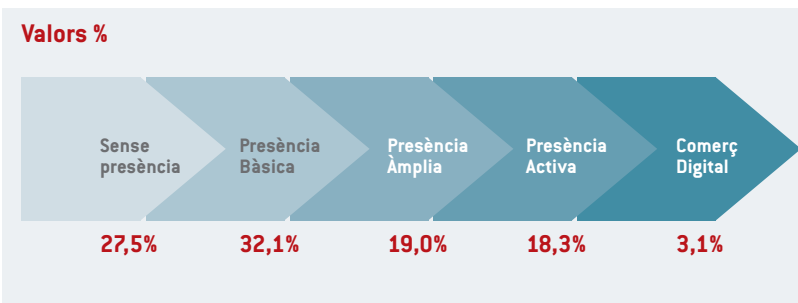 Valors %
Sense
presència
Presència
Bàsica
Presència
Àmplia
Presència
Activa
Comerç
Digital
27,5%
32,1%
19,0%
18,3%
3,1%